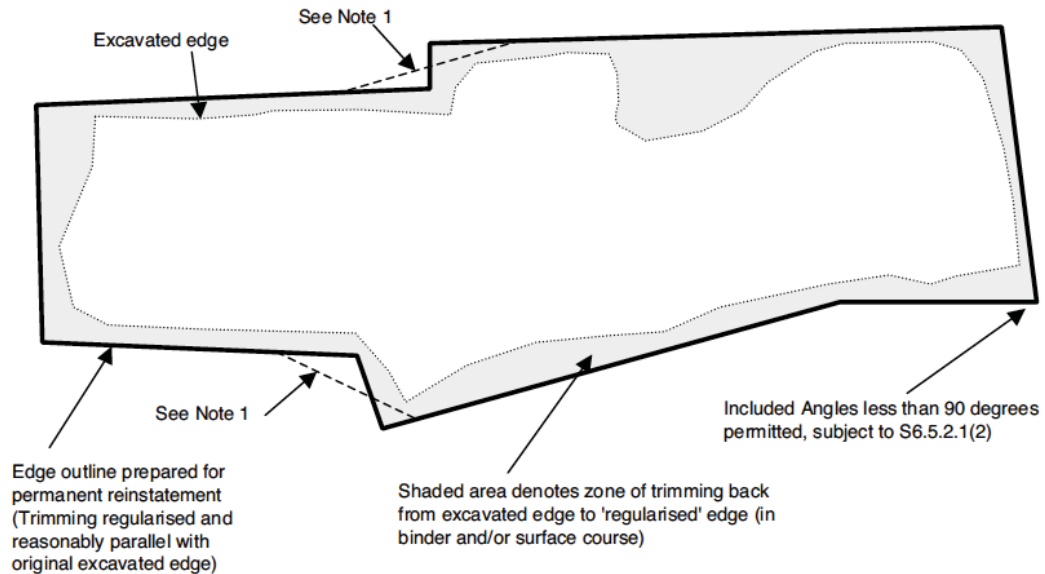 See Note 1
Excavated edge
See Note 1
Included Angles less than 90 degrees
permitted, subject to S6.5.2.1(2)
Edge outline prepared for
permanent reinstatement
(Trimming regularised and
reasonably parallel with
original excavated edge)
Shaded area denotes zone of trimming back
from excavated edge to 'regularised' edge (in
binder and/or surface course)